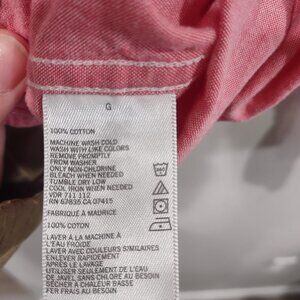 G
100% COTTON
MACHINE WASH COLD
WASH WITH LIKE COLORS
REMOVE PROMPTLY
FROM WASHER
ONLY NON-CHLORINE
BLEACH WHEN NEEDED
TUMBLE DRY LOW
COOL IRON WHEN NEEDED
VDR 711 112
RN 67835 CA 07415
FABRIQUÉ À MAURICE
100% COTON
LAVER À LA MACHINE À
L'EAU FROIDE
LAVER AVEC COULEURS SIMILAIRES
ENLEVER RAPIDEMENT
APRÈS LE LAVAGE
UTILISER SEULEMENT DE L'EAU
DE JAVEL SANS CHLORE AU BESOIN
SÉCHER À CHALEUR BASSE
FER FRAIS AU BESOIN